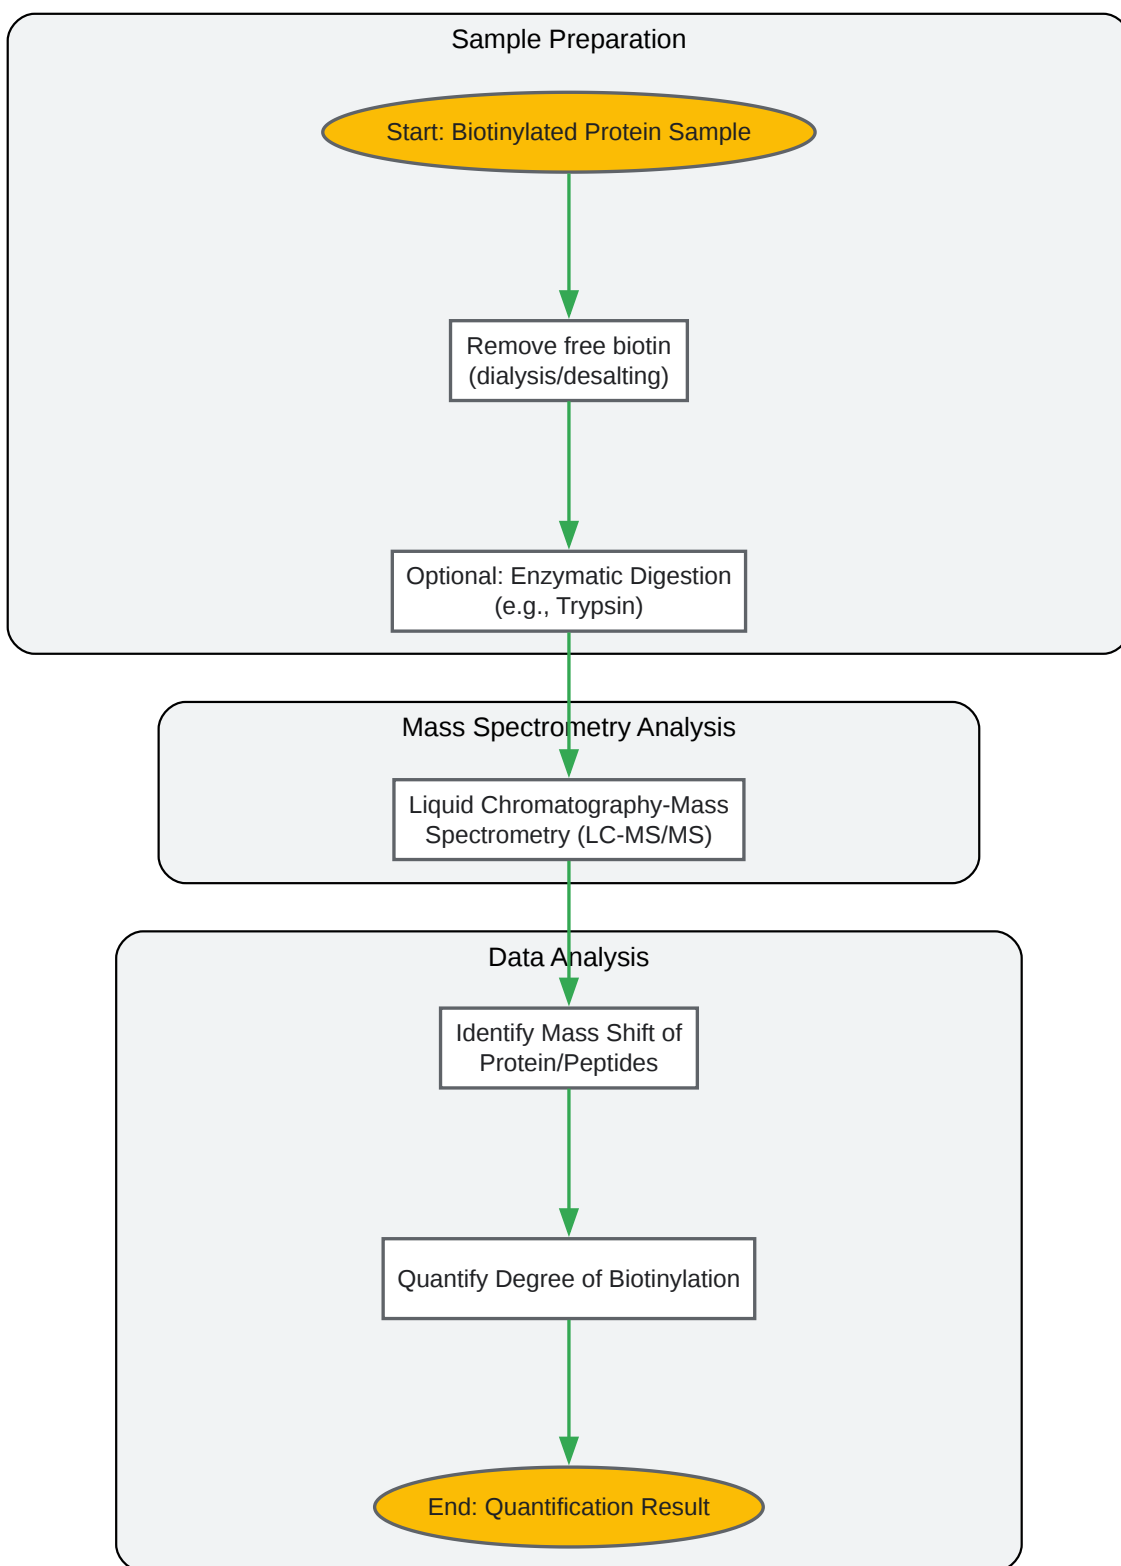 Sample Preparation
Start: Biotinylated Protein Sample
Remove free biotin
(dialysis/desalting)
Optional: Enzymatic Digestion
(e.g., Trypsin)
Mass Spectrometry Analysis
Liquid Chromatography-Mass
Spectrometry (LC-MS/MS)
Data Analysis
Identify Mass Shift of
Protein/Peptides
Quantify Degree of Biotinylation
End: Quantification Result